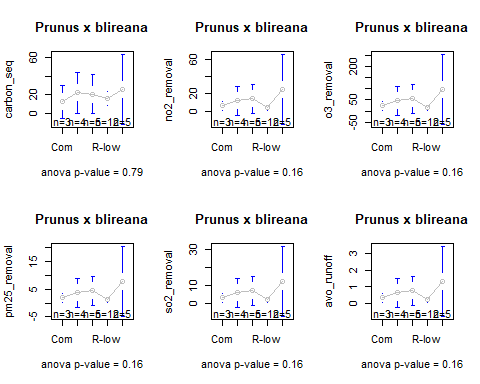 Prunus x blireana Prunus x blireana Prunus x blireana
carbon_seq
0 20 60
n=3 n=4 n=5 n=12 n=5
Com R-low
anova p-value = 0.79
no2_removal
0 20 40 60
n=3 n=4 n=5 n=12 n=5
Com R-low
anova p-value = 0.16
o3_removal
-50 50 200
n=3 n=4 n=5 n=12 n=5
Com R-low
anova p-value = 0.16
Prunus x blireana Prunus x blireana Prunus x blireana
pm25_removal
-5 5 15
n=3 n=4 n=5 n=12 n=5
Com R-low
anova p-value = 0.16
so2_removal
0 10 30
n=3 n=4 n=5 n=12 n=5
Com R-low
anova p-value = 0.16
avo_runoff
0 1 2 3
n=3 n=4 n=5 n=12 n=5
Com R-low
anova p-value = 0.16